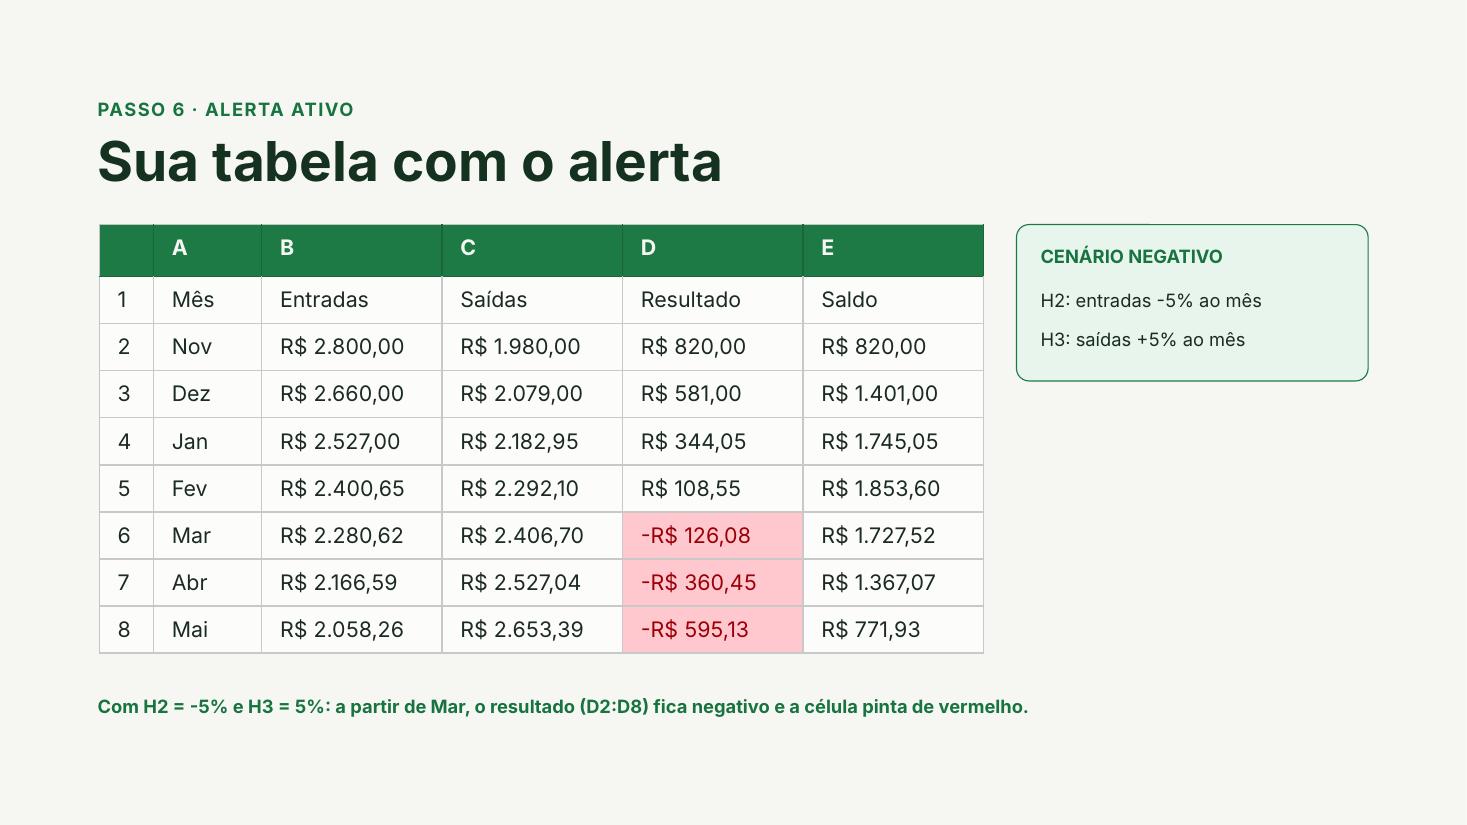 PASSO 6 · ALERTA ATIVO
Sua tabela com o alerta
A B C D E
1 Mês Entradas Saídas Resultado Saldo
2 Nov R$ 2.800,00 R$ 1.980,00 R$ 820,00 R$ 820,00
3 Dez R$ 2.660,00 R$ 2.079,00 R$ 581,00 R$ 1.401,00
4 Jan R$ 2.527,00 R$ 2.182,95 R$ 344,05 R$ 1.745,05
5 Fev R$ 2.400,65 R$ 2.292,10 R$ 108,55 R$ 1.853,60
6 Mar R$ 2.280,62 R$ 2.406,70 -R$ 126,08 R$ 1.727,52
7 Abr R$ 2.166,59 R$ 2.527,04 -R$ 360,45 R$ 1.367,07
8 Mai R$ 2.058,26 R$ 2.653,39 -R$ 595,13 R$ 771,93
CENÁRIO NEGATIVO
H2: entradas -5% ao mês
H3: saídas +5% ao mês
Com H2 = -5% e H3 = 5%: a partir de Mar, o resultado (D2:D8) fica negativo e a célula pinta de vermelho.